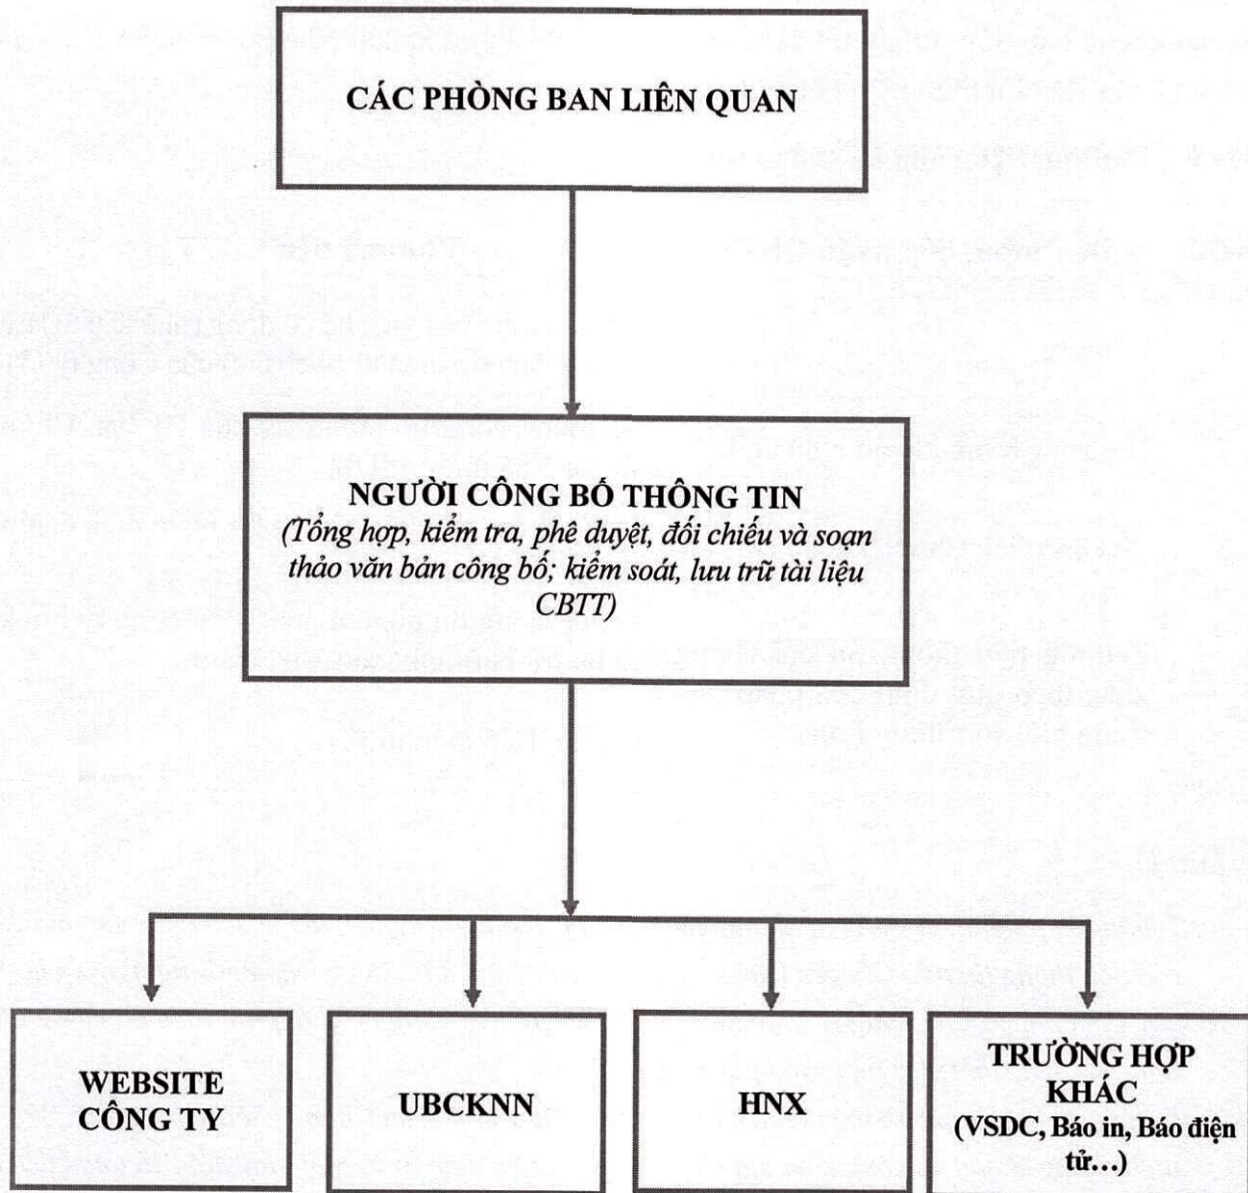 CÁC PHÒNG BAN LIÊN QUAN
NGƯỜI CÔNG BỐ THÔNG TIN
(Tổng hợp, kiểm tra, phê duyệt, đối chiếu và soạn
thảo văn bản công bố; kiểm soát, lưu trữ tài liệu
CBTT)
WEBSITE
CÔNG TY
UBCKNN
HNX
TRƯỜNG HỢP
KHÁC
(VSDC, Báo in, Báo điện
tử...)